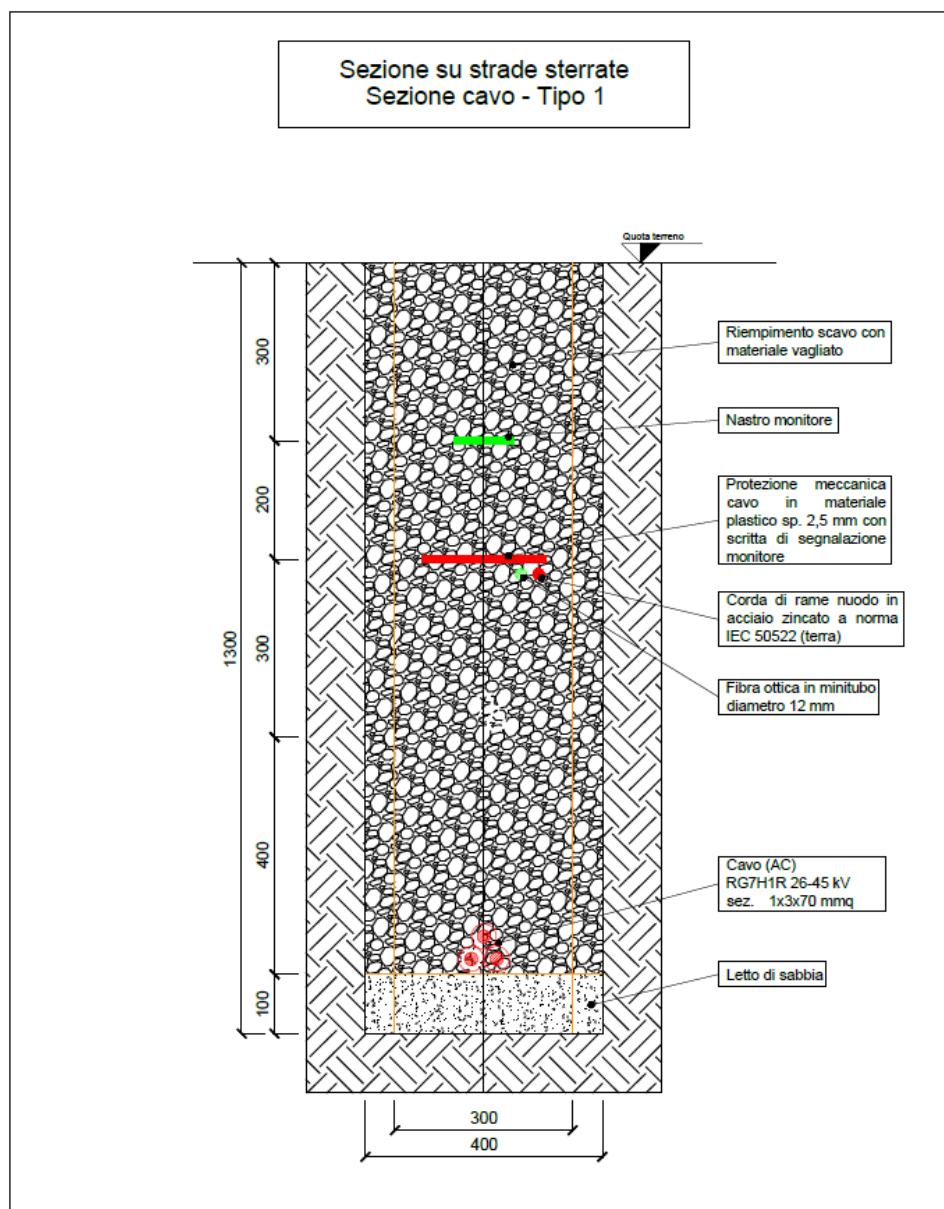 Sezione su strade sterrate
Sezione cavo - Tipo 1
Quota terreno
Riempimento scavo con
materiale vagliato
Nastro monitore
Protezione meccanica
cavo in materiale
plastico sp. 2,5 mm con
scritta di segnalazione
monitore
Corda di rame nuodo in
acciaio zincato a norma
IEC 50522 (terra)
Fibra ottica in minitubo
diametro 12 mm
Cavo (AC)
RG7H1R 26-45 kV
sez. 1x3x70 mmq
Letto di sabbia
1300
300
200
300
400
100
300
400